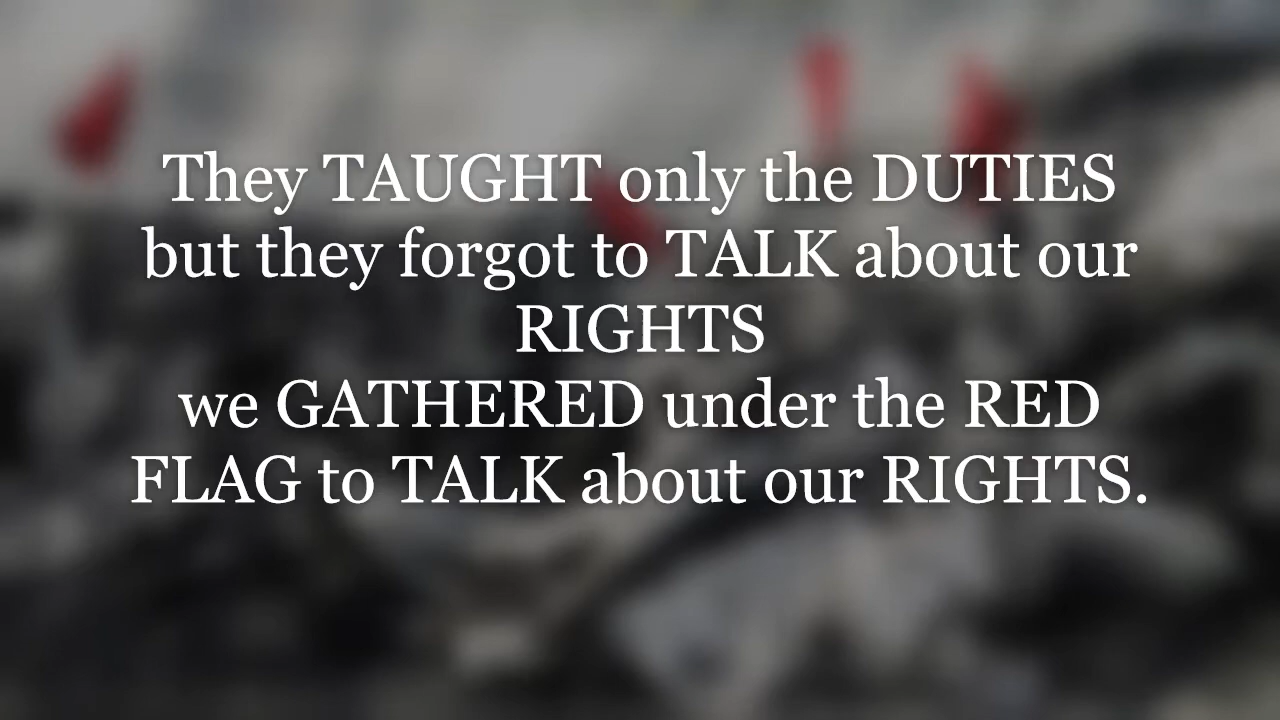 They TAUGHT only the DUTIES
but they forgot to TALK about our
RIGHTS
we GATHERED under the RED
FLAG to TALK about our RIGHTS.